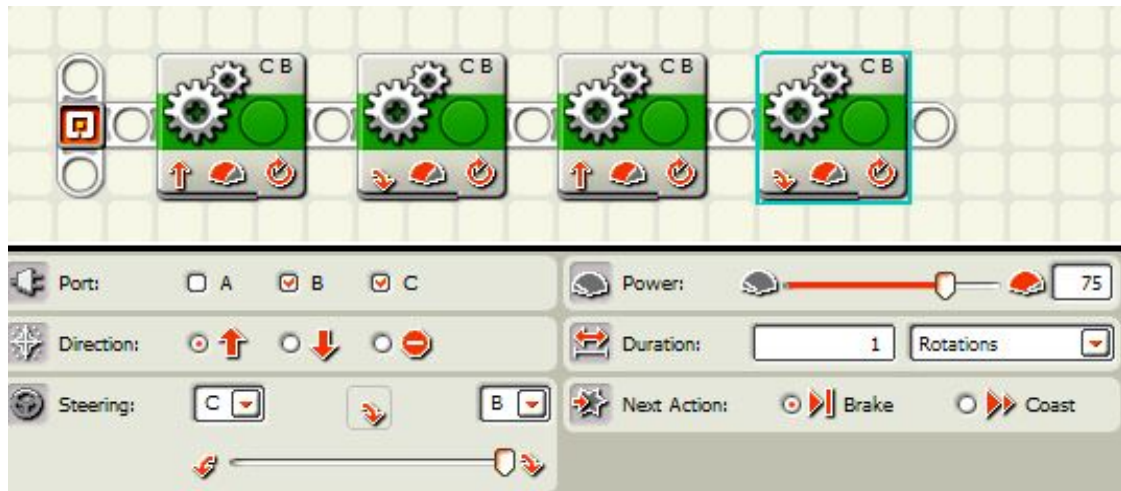 C B C B C B C B
Port: A B C Power: 75
Direction: Duration: 1 Rotations
Steering: C B Next Action: Brake Coast